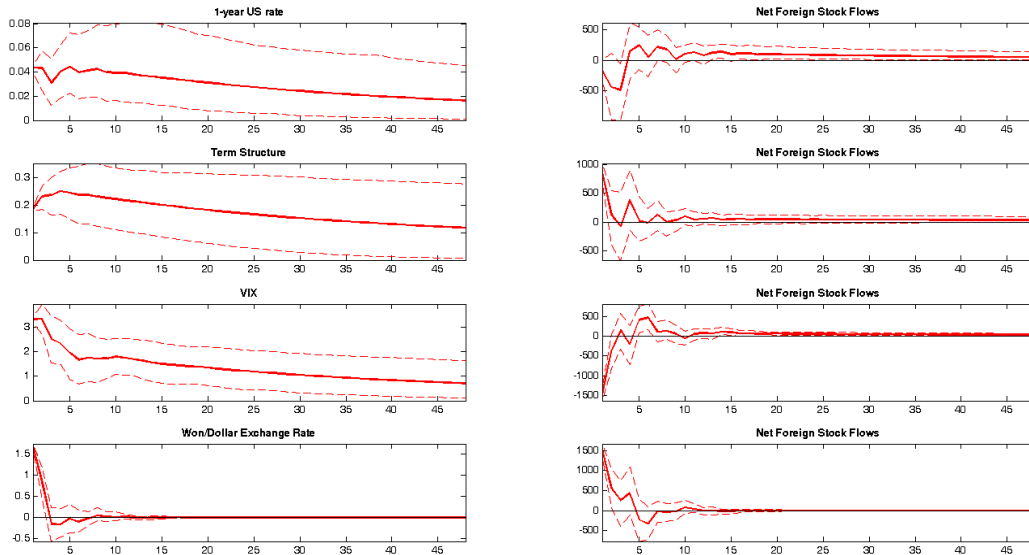 1-year US rate
0.08
0.06
0.04
0.02
0
5 10 15 20 25 30 35 40 45
Net Foreign Stock Flows
500
0
-500
5 10 15 20 25 30 35 40 45
Term Structure
0.3
0.2
0.1
0
5 10 15 20 25 30 35 40 45
Net Foreign Stock Flows
1000
500
0
-500
5 10 15 20 25 30 35 40 45
VIX
3
2
1
0
5 10 15 20 25 30 35 40 45
Net Foreign Stock Flows
500
0
-500
-1000
-1500
5 10 15 20 25 30 35 40 45
Won/Dollar Exchange Rate
1.5
1
0.5
0
-0.5
5 10 15 20 25 30 35 40 45
Net Foreign Stock Flows
1500
1000
500
0
-500
5 10 15 20 25 30 35 40 45